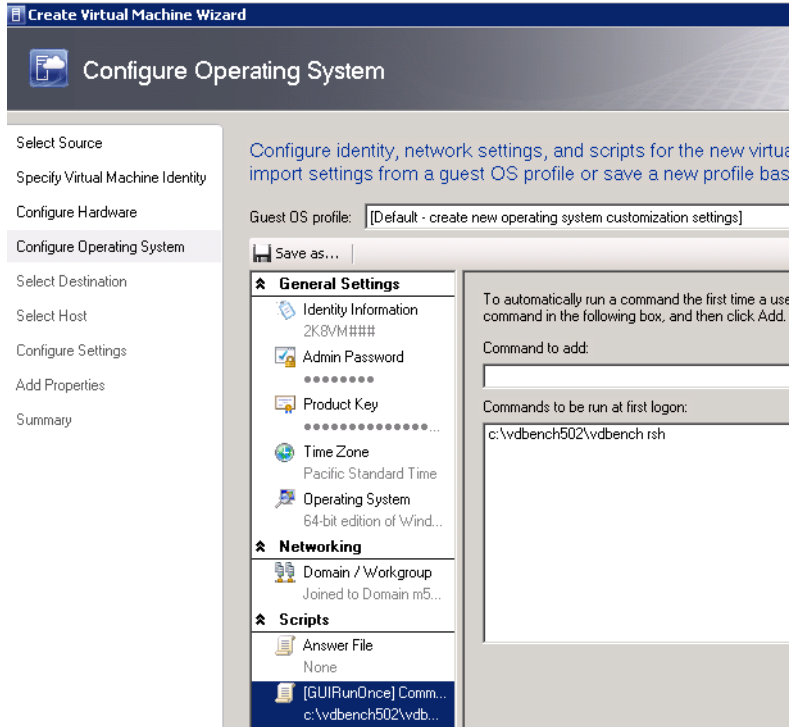 Create Virtual Machine Wizard
Configure Operating System
Select Source
Specify Virtual Machine Identity
Configure Hardware
Configure Operating System
Select Destination
Select Host
Configure Settings
Add Properties
Summary
Configure identity, network settings, and scripts for the new virtua
import settings from a guest OS profile or save a new profile bas
Guest OS profile: [Default - create new operating system customization settings]
Save as...
General Settings
Identity Information
2K8VM###
Admin Password
●●●●●●●●
Product Key
●●●●●●●●●●●●●●...
Time Zone
Pacific Standard Time
Operating System
64-bit edition of Wind...
Networking
Domain / Workgroup
Joined to Domain m5...
Scripts
Answer File
None
[GUIRunOnce] Comm...
c:\vdbench502\vdb...
To automatically run a command the first time a use
command in the following box, and then click Add.
Command to add:
Commands to be run at first logon:
c:\vdbench502\vdbench rsh